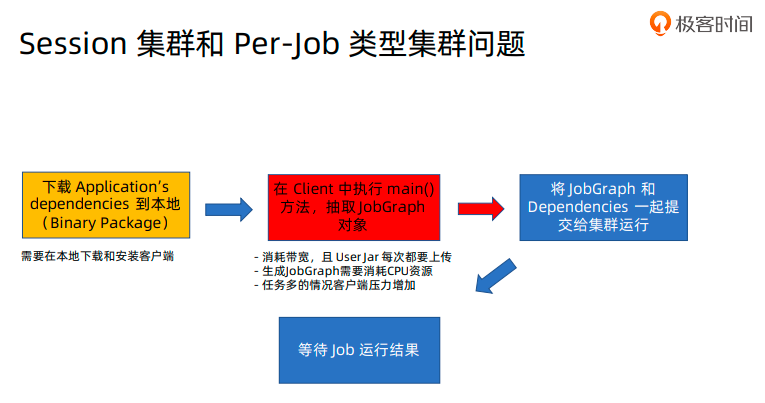 极客时间
Session 集群和 Per-Job 类型集群问题
下载 Application’s
dependencies 到本地
（Binary Package）
需要在本地下载和安装客户端
在 Client 中执行 main()
方法，抽取 JobGraph
对象
- 消耗带宽，且 User Jar 每次都要上传
- 生成JobGraph需要消耗CPU资源
- 任务多的情况客户端压力增加
将 JobGraph 和
Dependencies 一起提
交给集群运行
等待 Job 运行结果